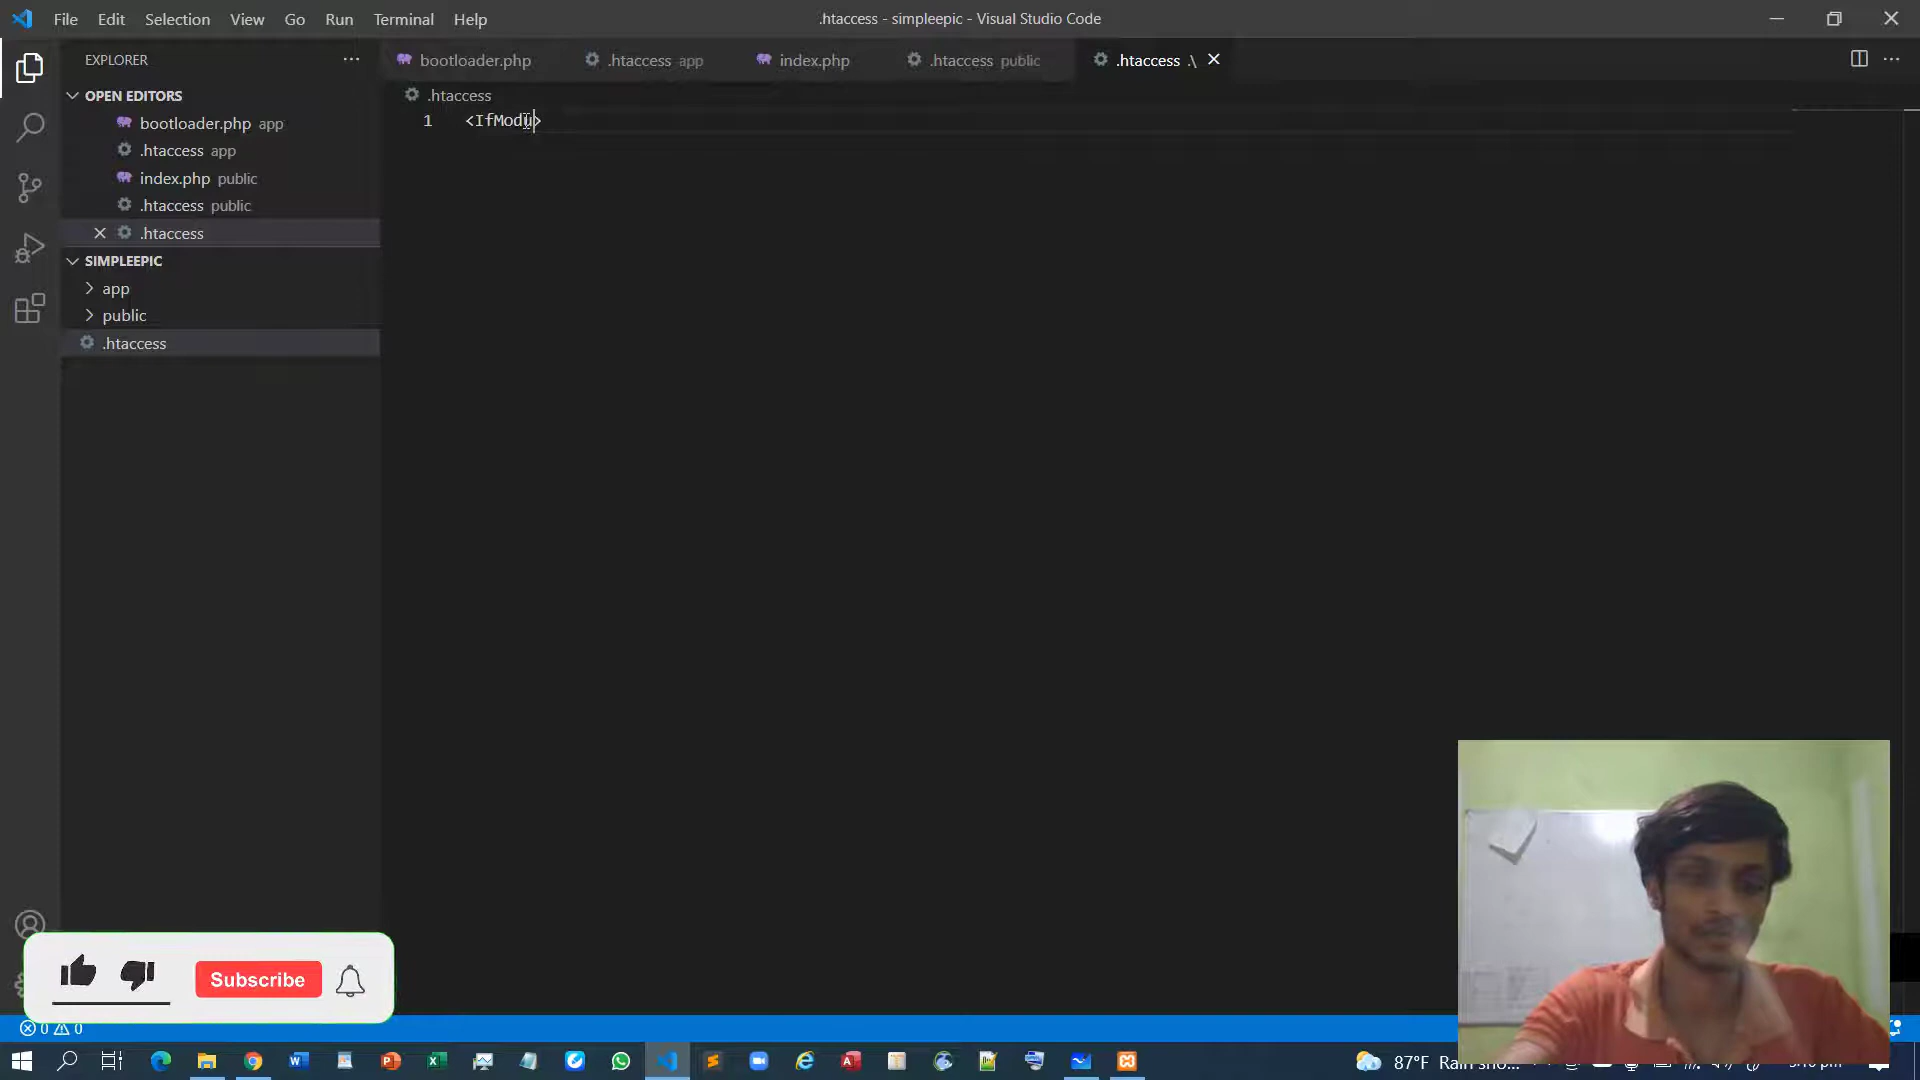 File Edit Selection View Go Run Terminal Help
.htaccess - simpleepic - Visual Studio Code
EXPLORER
bootloader.php
.htaccess app
index.php
.htaccess public
.htaccess .\
OPEN EDITORS
.htaccess
bootloader.php app
1 <IfModu>
.htaccess app
index.php public
.htaccess public
.htaccess
SIMPLEEPIC
app
public
.htaccess
Subscribe
0 0
87°F